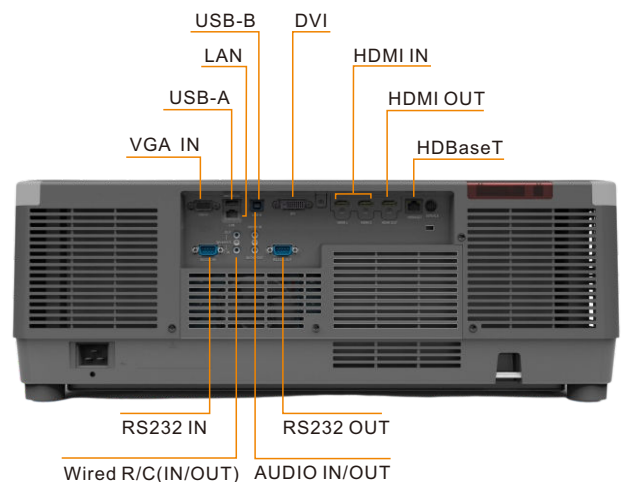 USB-B
DVI
LAN
HDMI IN
USB-A
HDMI OUT
VGA IN
HDBaseT
RS232 IN
RS232 OUT
Wired R/C(IN/OUT)
AUDIO IN/OUT